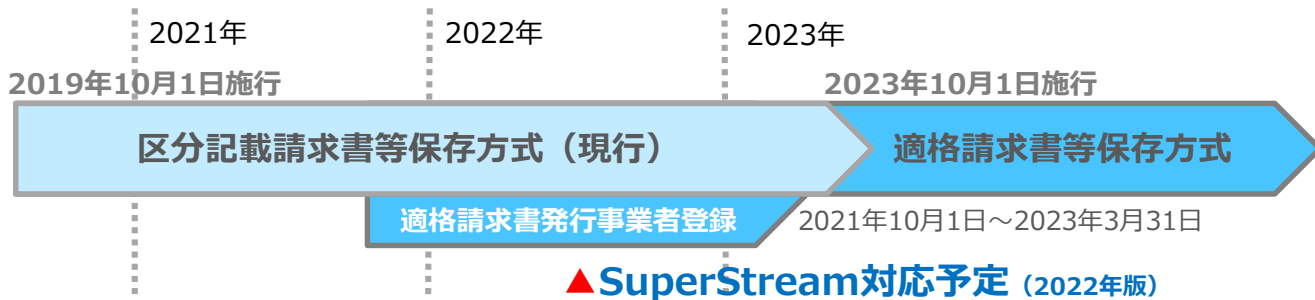 2021年
2022年
2023年
2019年10月1日施行
2023年10月1日施行
区分記載請求書等保存方式（現行）
適格請求書等保存方式
適格請求書発行事業者登録
2021年10月1日～2023年3月31日
▲SuperStream対応予定（2022年版）